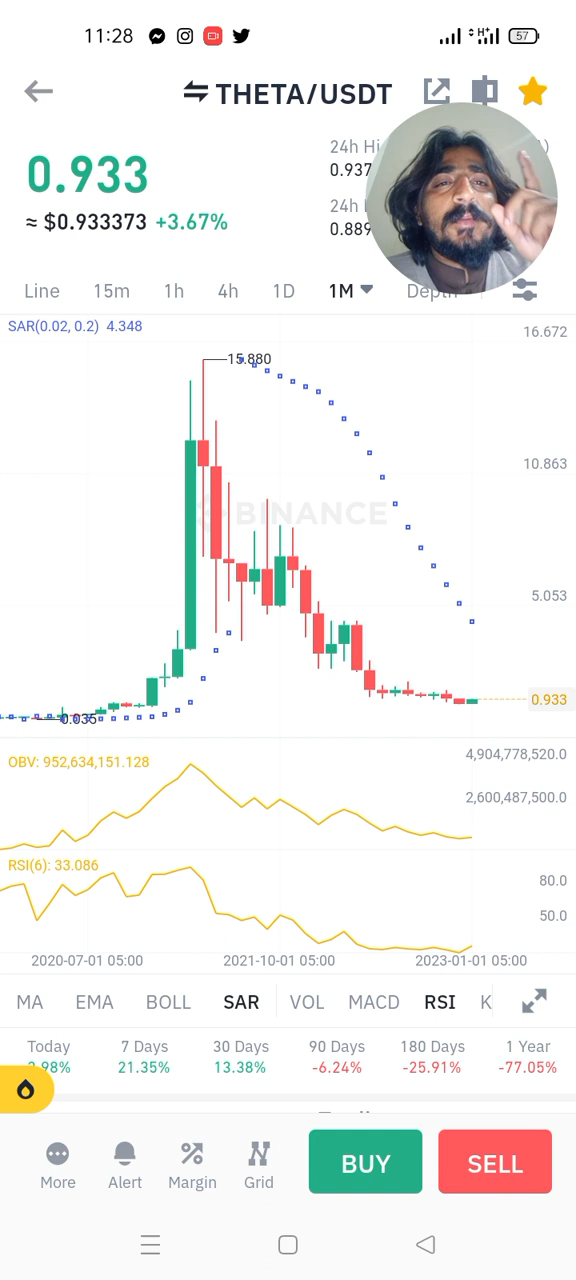 11:28 57
THETA/USDT
24h Hi
0.933
0.937
≈ $0.933373 +3.67%
0.889
Line 15m 1h 4h 1D 1M Depth
SAR(0.02, 0.2) 4.348
16.672
15.880
10.863
BINANCE
5.053
0.933
0.035
OBV: 952,634,151.128
4,904,778,520.0
2,600,487,500.0
RSI(6): 33.086
80.0
50.0
2020-07-01 05:00 2021-10-01 05:00 2023-01-01 05:00
MA EMA BOLL SAR VOL MACD RSI K
Today 7 Days 30 Days 90 Days 180 Days 1 Year
3.98% 21.35% 13.38% -6.24% -25.91% -77.05%
More Alert Margin Grid BUY SELL